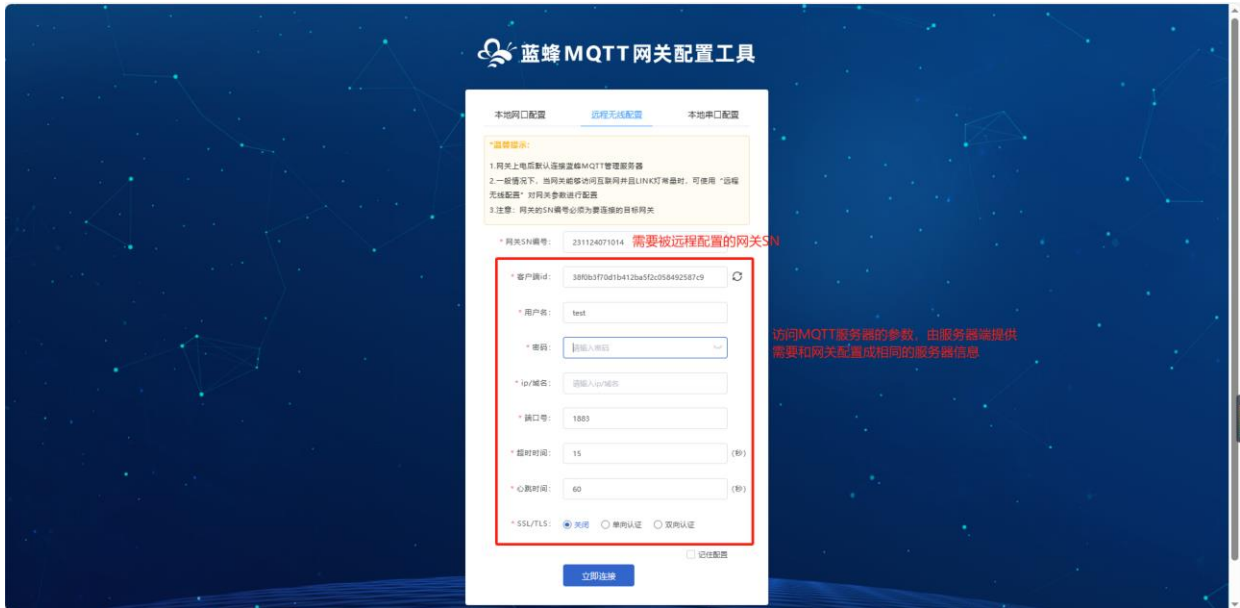 蓝蜂MQTT网关配置工具
本地网口配置 远程无线配置 本地串口配置
*温馨提示:
1.网关上电后默认连接蓝蜂MQTT管理服务器
2.一般情况下，当网关能够访问互联网并且LINK灯常亮时，可使用“远程
无线配置”对网关参数进行配置
3.注意：网关的SN编号必须为要连接的目标网关
* 网关SN编号: 231124071014 需要被远程配置的网关SN
* 客户端id: 38f0b3f70d1b412ba5f2c058492587c9
* 用户名: test
访问MQTT服务器的参数，由服务器端提供
* 密码: 请输入密码
需要和网关配置成相同的服务器信息
* ip/域名: 请输入ip/域名
* 端口号: 1883
* 超时时间: 15 (秒)
* 心跳时间: 60 (秒)
* SSL/TLS: 关闭 单向认证 双向认证
记住配置
立即连接